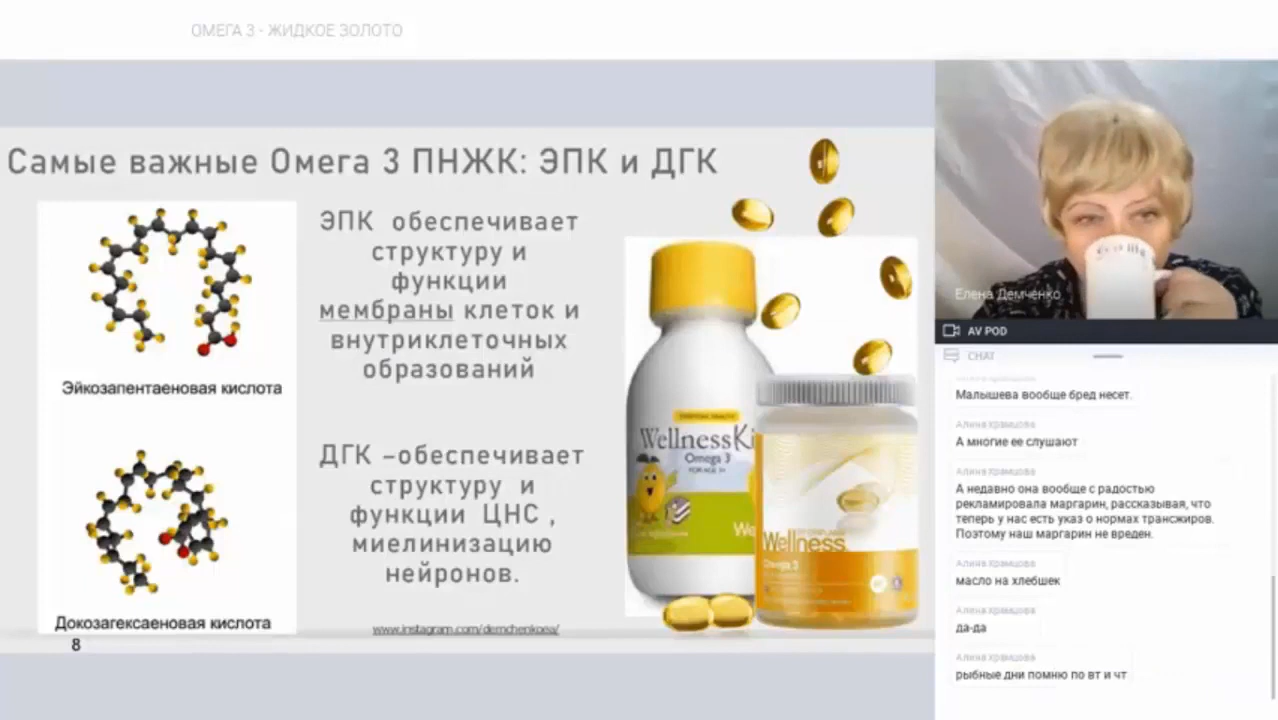 ОМЕГА 3 - ЖИДКОЕ ЗОЛОТО
Самые важные Омега 3 ПНЖК: ЭПК и ДГК
ЭПК обеспечивает
структуру и
функции
мембраны клеток и
внутриклеточных
образований
Эйкозапентаеновая кислота
ДГК –обеспечивает
структуру и
функции ЦНС ,
миелинизацию
нейронов.
Докозагексаеновая кислота
8
www.instagram.com/demchenkoea/
WellnessKi
Omega 3
We
Wellness
Omega 3
Елена Демченко
AV POD
CHAT
Малышева вообще бред несет.
Алина Храмцова
А многие ее слушают
Алина Храмцова
А недавно она вообще с радостью
рекламировала маргарин, рассказывая, что
теперь у нас есть указ о нормах трансжиров.
Поэтому наш маргарин не вреден.
Алина Храмцова
масло на хлебшек
Алина Храмцова
да-да
Алина Храмцова
рыбные дни помню по вт и чт